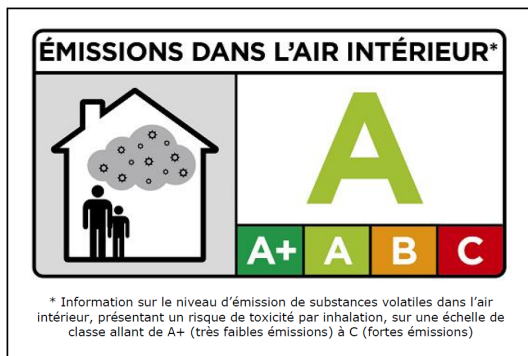 ÉMISSIONS DANS L'AIR INTÉRIEUR*
A
A+ A B C
* Information sur le niveau d'émission de substances volatiles dans l'air
intérieur, présentant un risque de toxicité par inhalation, sur une échelle de
classe allant de A+ (très faibles émissions) à C (fortes émissions)